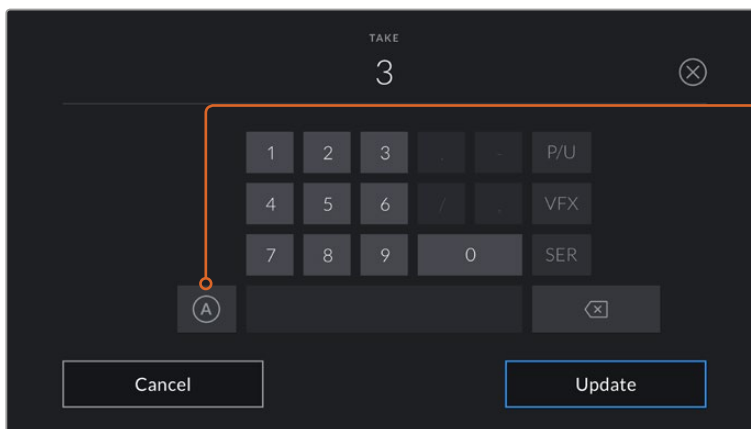 TAKE
3
1 2 3 . - P/U
4 5 6 / , VFX
7 8 9 0 SER
A
Cancel Update